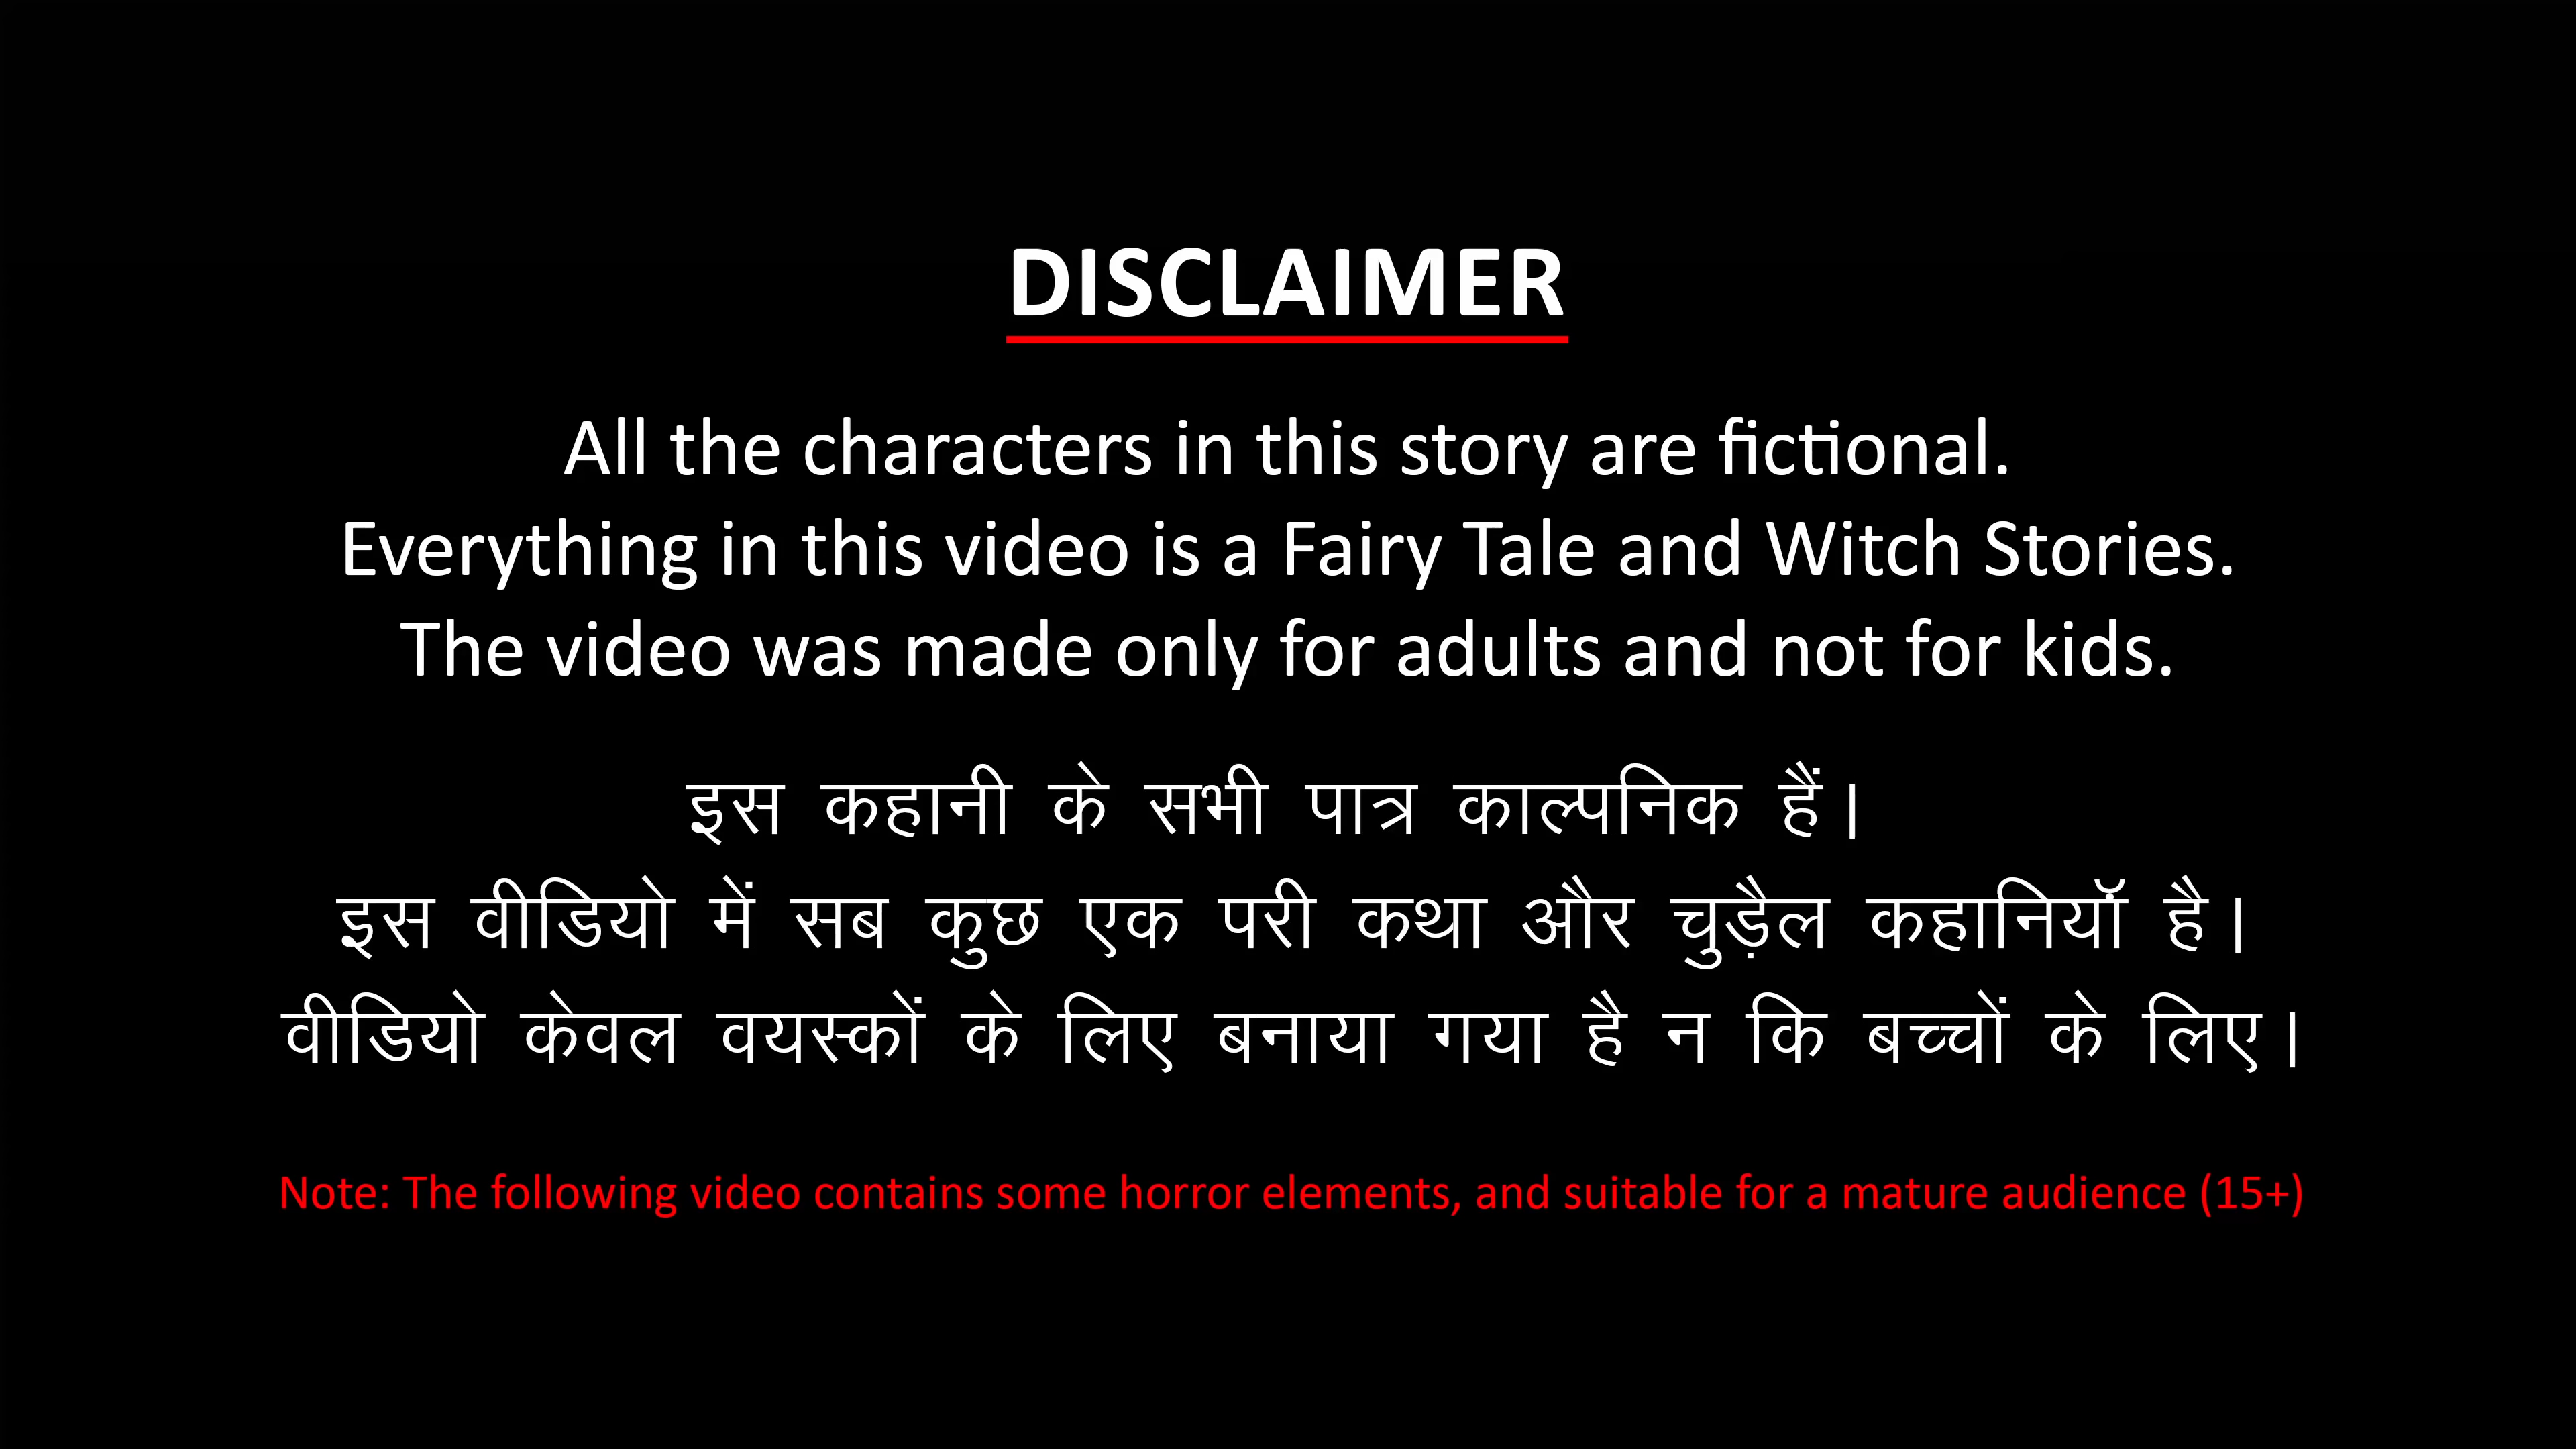 DISCLAIMER
All the characters in this story are fictional.
Everything in this video is a Fairy Tale and Witch Stories.
The video was made only for adults and not for kids.
इस कहानी के सभी पात्र काल्पनिक हैं।
इस वीडियो में सब कुछ एक परी कथा और चुड़ैल कहानियॉ है।
वीडियो केवल वयस्कों के लिए बनाया गया है न कि बच्चों के लिए।
Note: The following video contains some horror elements, and suitable for a mature audience (15+)